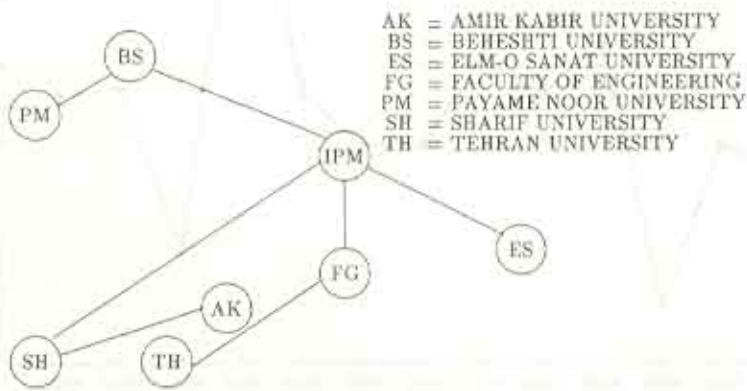 AK = AMIR KABIR UNIVERSITY
BS = BEHESHTI UNIVERSITY
ES = ELM-O SANAT UNIVERSITY
FG = FACULTY OF ENGINEERING
PM = PAYAME NOOR UNIVERSITY
SH = SHARIF UNIVERSITY
TH = TEHRAN UNIVERSITY
BS
PM
IPM
ES
FG
AK
SH
TH